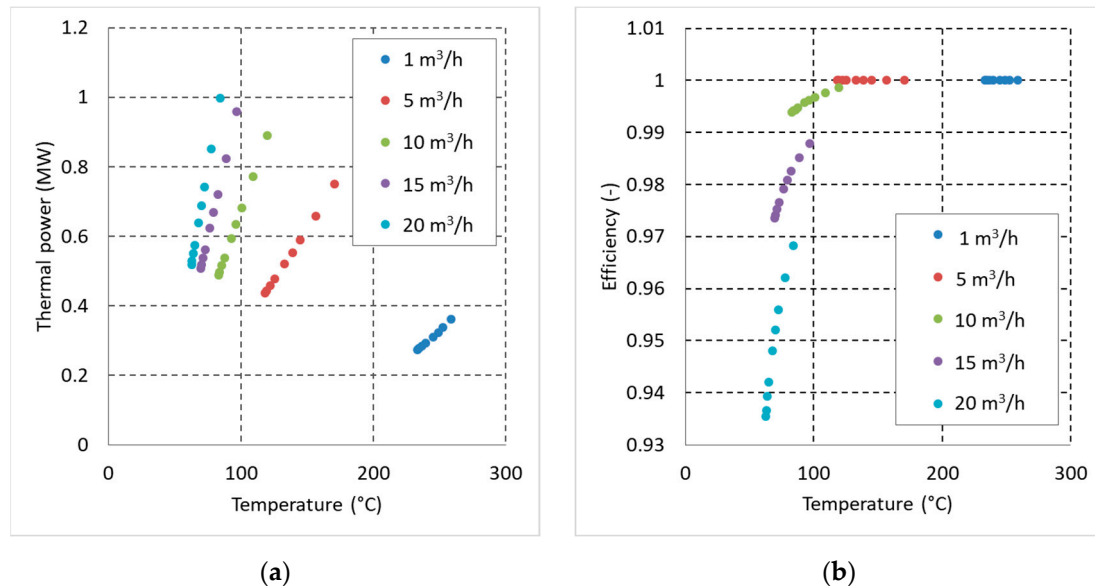 1.2
1
0.8
0.6
0.4
0.2
0
Thermal power (MW)
1 m³/h
5 m³/h
10 m³/h
15 m³/h
20 m³/h
0
100
200
300
Temperature (°C)
(a)
1.01
1
0.99
0.98
0.97
0.96
0.95
0.94
0.93
Efficiency (-)
1 m³/h
5 m³/h
10 m³/h
15 m³/h
20 m³/h
0
100
200
300
Temperature (°C)
(b)